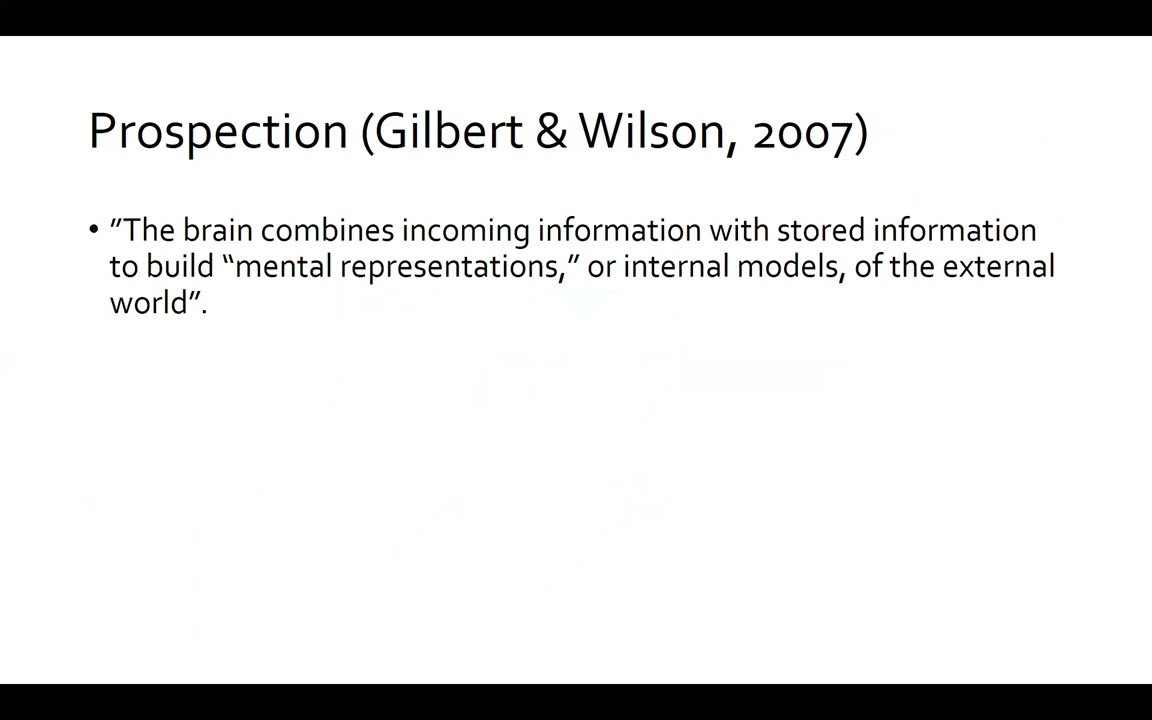 Prospection (Gilbert & Wilson, 2007)
• ”The brain combines incoming information with stored information
to build “mental representations,” or internal models, of the external
world”.